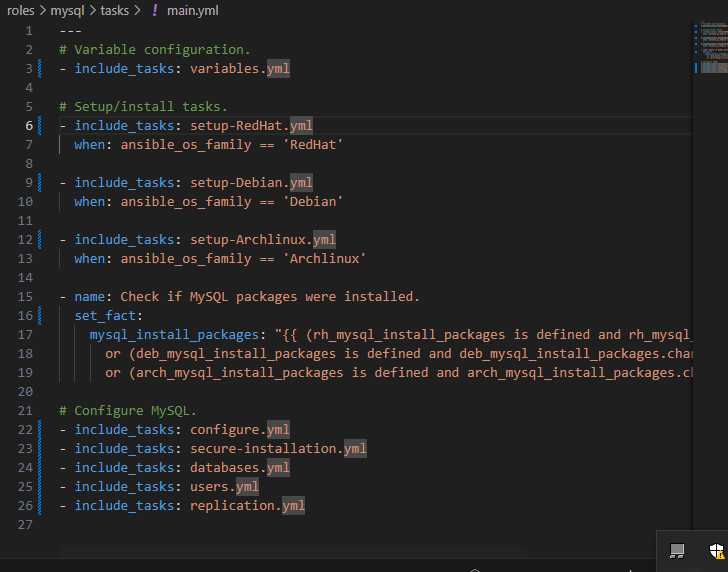 roles > mysql > tasks > ! main.yml
1 ---
2 # Variable configuration.
3 - include_tasks: variables.yml
4
5 # Setup/install tasks.
6 - include_tasks: setup-RedHat.yml
7 when: ansible_os_family == 'RedHat'
8
9 - include_tasks: setup-Debian.yml
10 when: ansible_os_family == 'Debian'
11
12 - include_tasks: setup-Archlinux.yml
13 when: ansible_os_family == 'Archlinux'
14
15 - name: Check if MySQL packages were installed.
16 set_fact:
17 mysql_install_packages: "{{ (rh_mysql_install_packages is defined and rh_mysql_
18 or (deb_mysql_install_packages is defined and deb_mysql_install_packages.cha
19 or (arch_mysql_install_packages is defined and arch_mysql_install_packages.c
20
21 # Configure MySQL.
22 - include_tasks: configure.yml
23 - include_tasks: secure-installation.yml
24 - include_tasks: databases.yml
25 - include_tasks: users.yml
26 - include_tasks: replication.yml
27